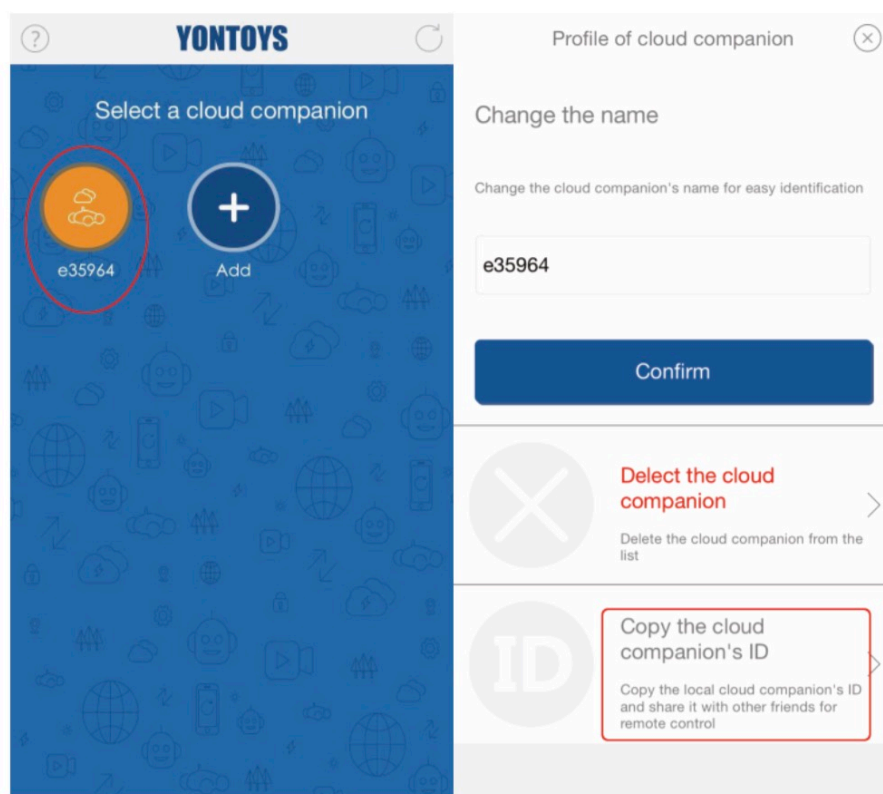 ?
YONTOYS
Select a cloud companion
e35964
Add
Profile of cloud companion
Change the name
Change the cloud companion's name for easy identification
e35964
Confirm
Delect the cloud
companion
Delete the cloud companion from the
list
ID
Copy the cloud
companion's ID
Copy the local cloud companion's ID
and share it with other friends for
remote control